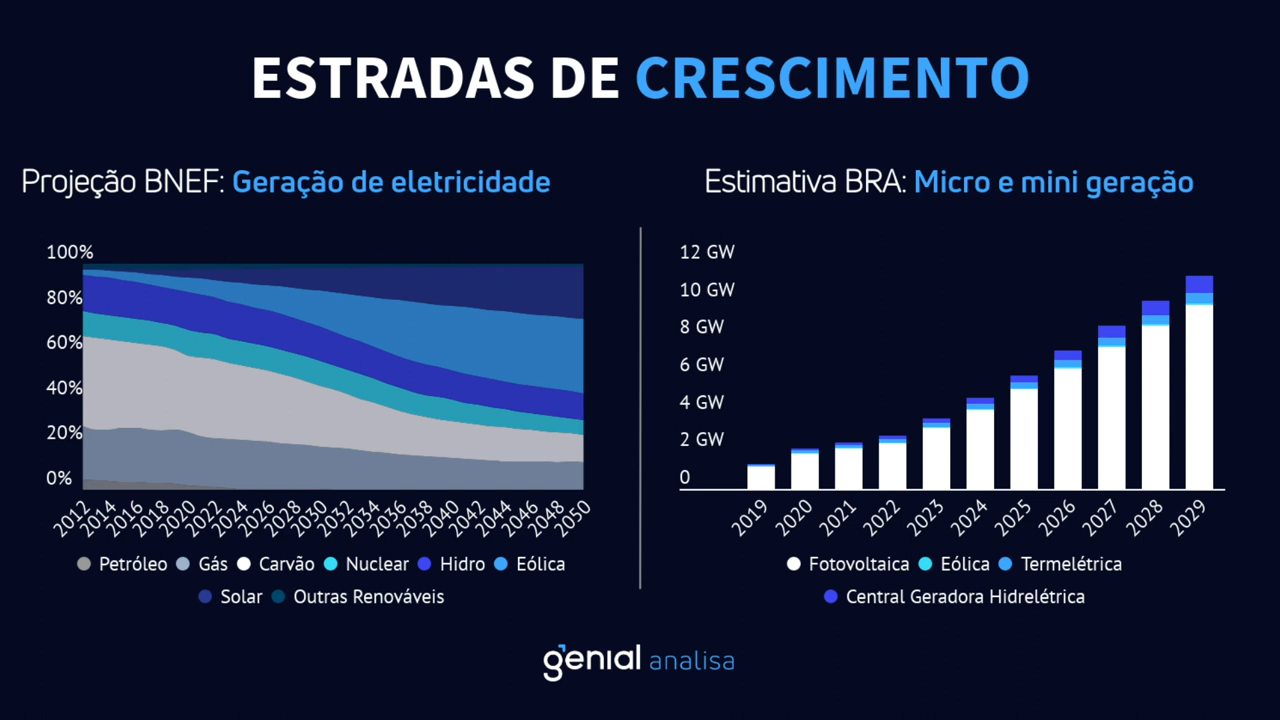 ESTRADAS DE CRESCIMENTO
Projeção BNEF: Geração de eletricidade
100%
80%
60%
40%
20%
0%
2012 2014 2016 2018 2020 2022 2024 2026 2028 2030 2032 2034 2036 2038 2040 2042 2044 2046 2048 2050
Petróleo Gás Carvão Nuclear Hidro Eólica
Solar Outras Renováveis
Estimativa BRA: Micro e mini geração
12 GW
10 GW
8 GW
6 GW
4 GW
2 GW
0
2019 2020 2021 2022 2023 2024 2025 2026 2027 2028 2029
Fotovoltaica Eólica Termelétrica
Central Geradora Hidrelétrica
genial analisa